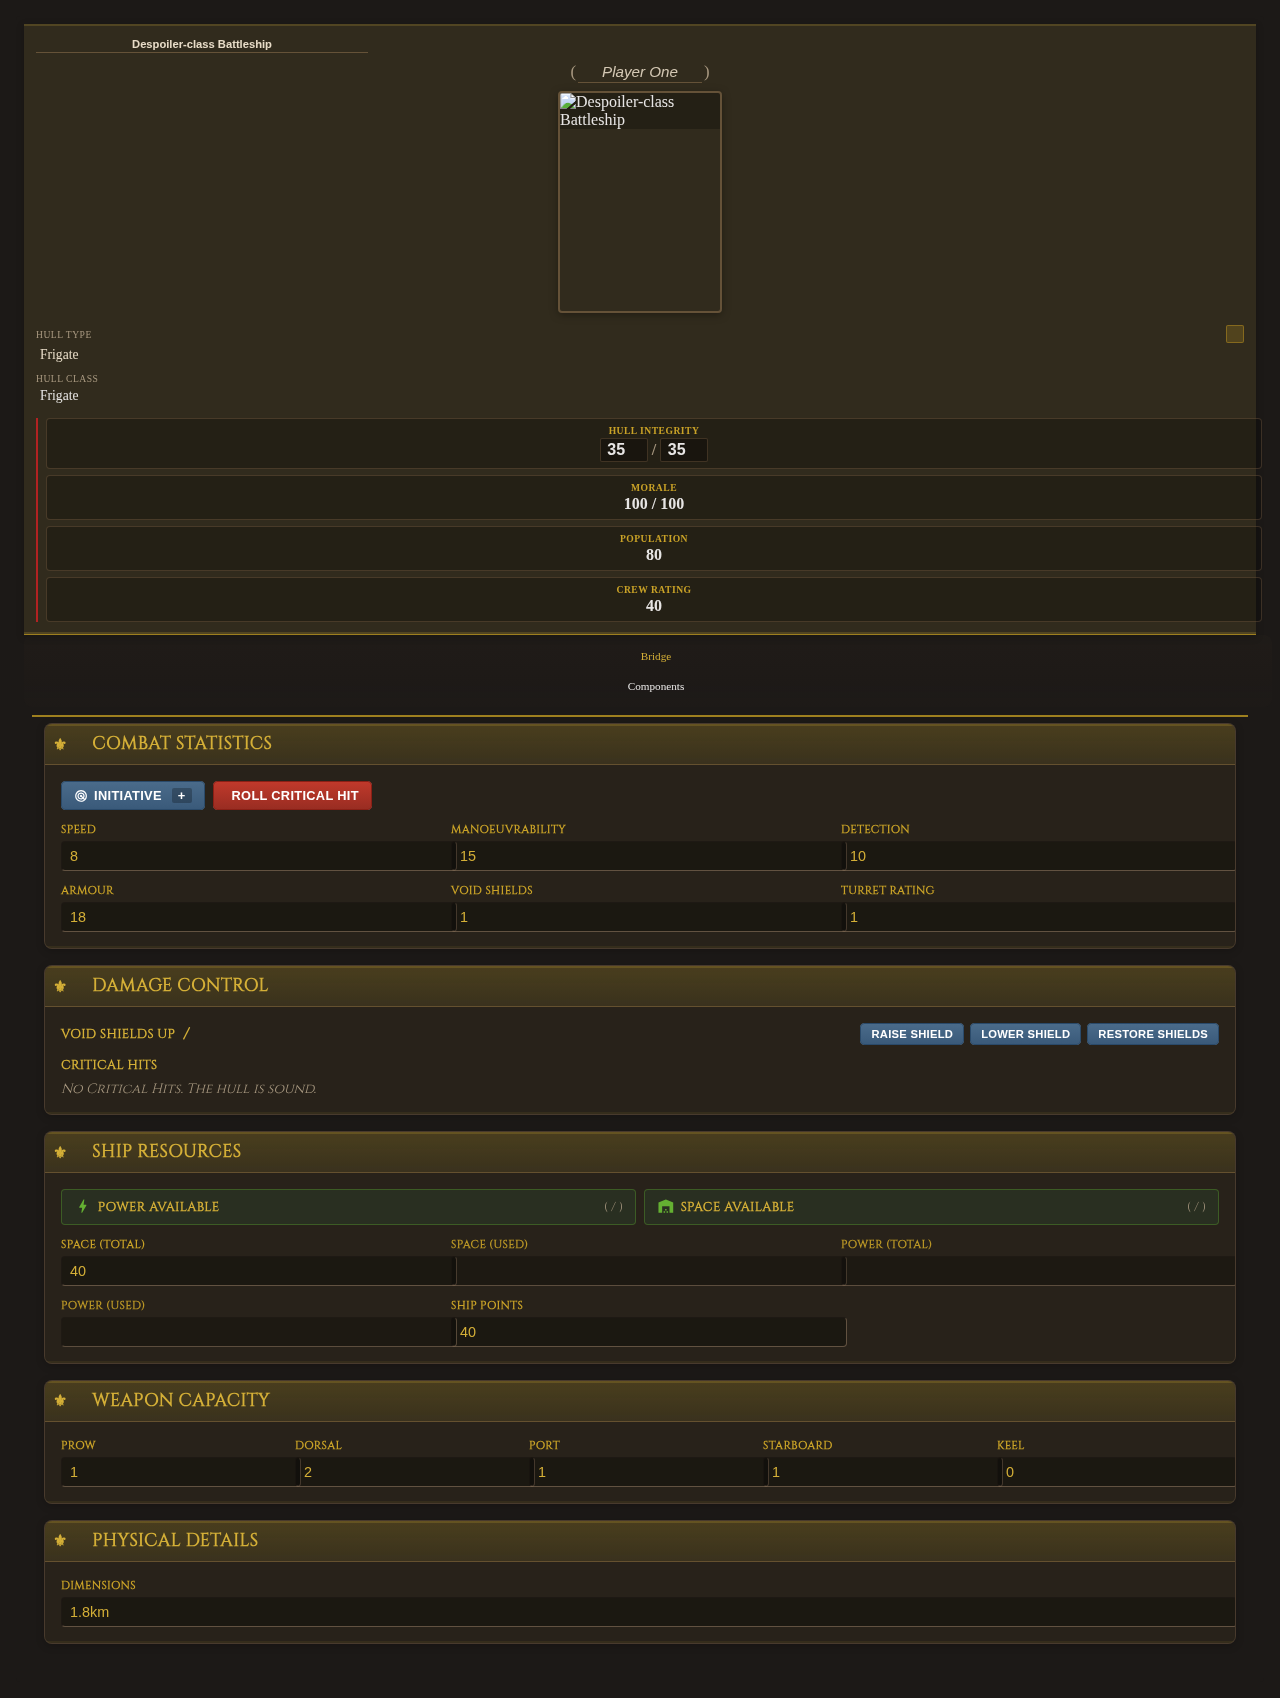 Despoiler-class Battleship
( Player One )
Despoiler-class
Battleship
HULL TYPE
Frigate
HULL CLASS
Frigate
HULL INTEGRITY
35 / 35
MORALE
100 / 100
POPULATION
80
CREW RATING
40
Bridge
Components
COMBAT STATISTICS
INITIATIVE + ROLL CRITICAL HIT
SPEED MANOEUVRABILITY DETECTION
8 15 10
ARMOUR VOID SHIELDS TURRET RATING
18 1 1
DAMAGE CONTROL
VOID SHIELDS UP / RAISE SHIELD LOWER SHIELD RESTORE SHIELDS
CRITICAL HITS
No Critical Hits. The hull is sound.
SHIP RESOURCES
POWER AVAILABLE ( / ) SPACE AVAILABLE ( / )
SPACE (TOTAL) SPACE (USED) POWER (TOTAL)
40
POWER (USED) SHIP POINTS
40
WEAPON CAPACITY
PROW DORSAL PORT STARBOARD KEEL
1 2 1 1 0
PHYSICAL DETAILS
DIMENSIONS
1.8km